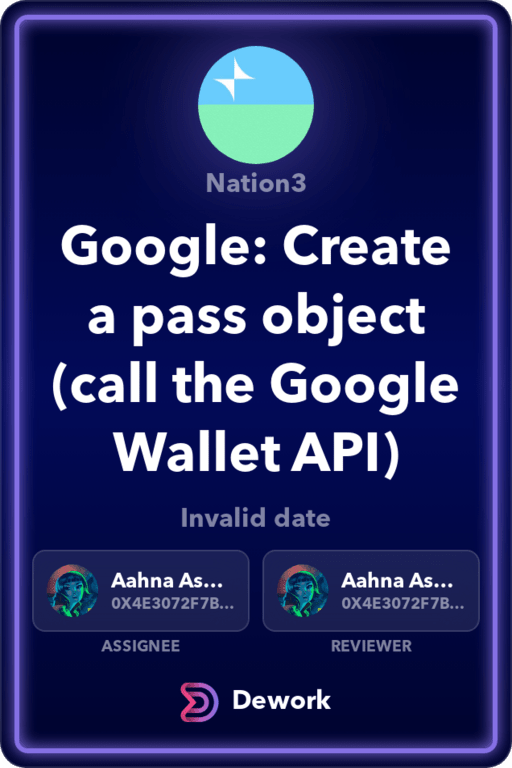 Nation3
Google: Create
a pass object
(call the Google
Wallet API)
Invalid date
Aahna As...
0X4E3072F7B...
ASSIGNEE
Aahna As...
0X4E3072F7B...
REVIEWER
Dework